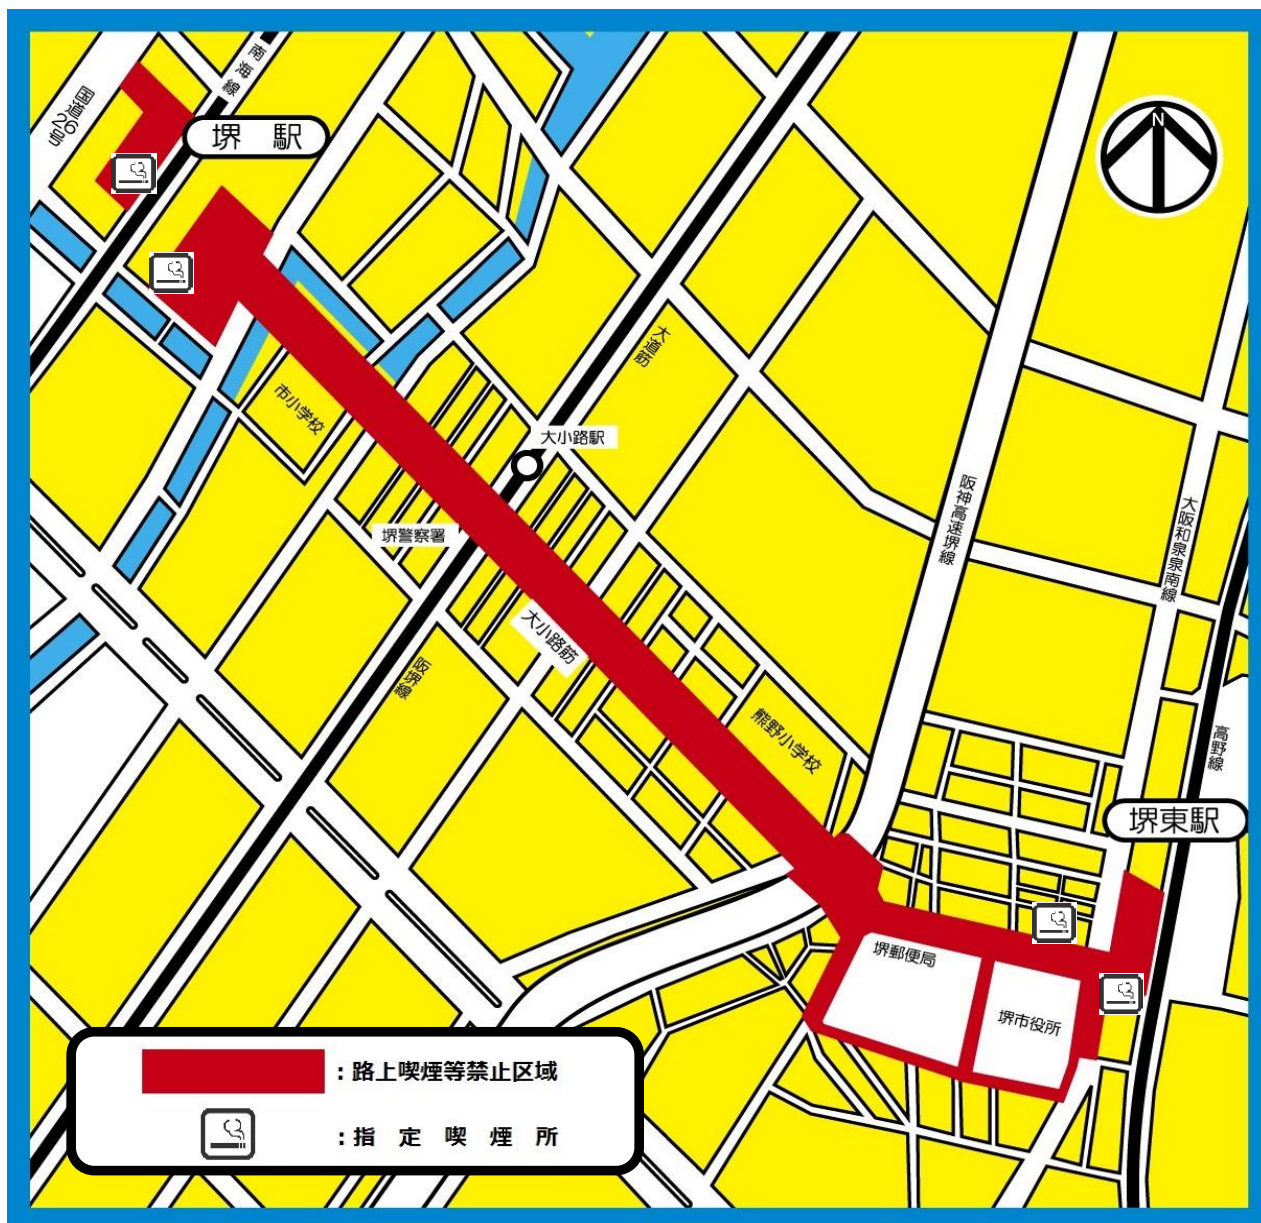 南海線
国道26号
N
堺 駅
大道筋
市小学校
大小路駅
阪神高速堺線
大阪和泉泉南線
堺警察署
大小路筋
阪堺線
熊野小学校
高野線
堺東駅
堺郵便局
堺市役所
：路上喫煙等禁止区域
：指 定 喫 煙 所